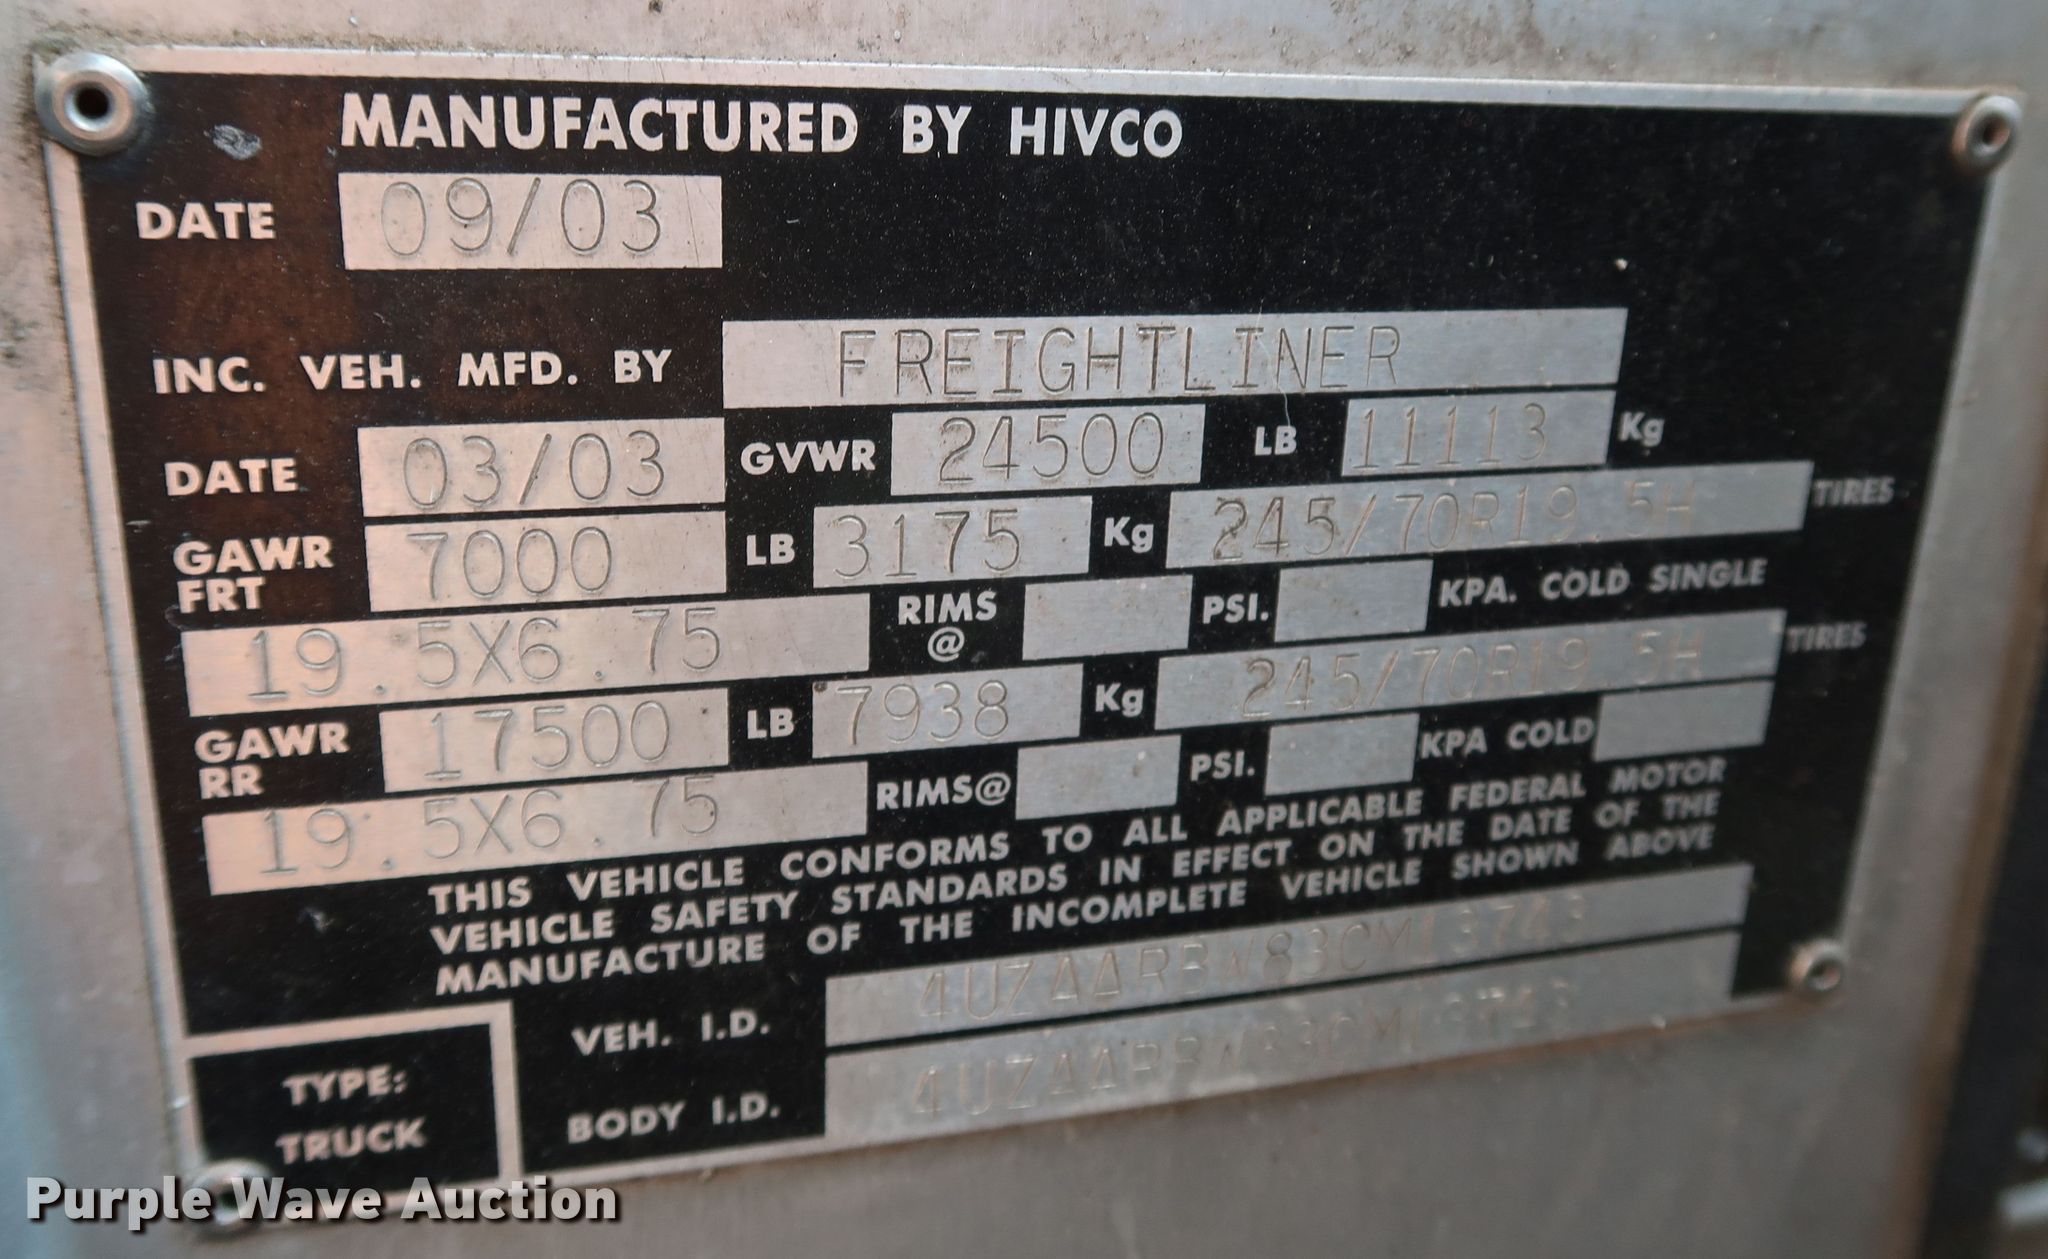 MANUFACTURED BY HIVCO
DATE 09/03
INC. VEH. MFD. BY FREIGHTLINER
DATE 03/03 GVWR 24500 LB 11113 Kg
GAWR FRT 7000 LB 3175 Kg 245/70R19.5H TIRES
19.5X6.75 RIMS @ PSI. KPA. COLD SINGLE
GAWR RR 17500 LB 7938 Kg 245/70R19.5H TIRES
19.5X6.75 RIMS@ PSI. KPA COLD
THIS VEHICLE CONFORMS TO ALL APPLICABLE FEDERAL MOTOR
VEHICLE SAFETY STANDARDS IN EFFECT ON THE DATE OF THE
MANUFACTURE OF THE INCOMPLETE VEHICLE SHOWN ABOVE
VEH. I.D. 4UZAARBW83CM13743
BODY I.D. 4UZAARBW83CM13743
TYPE:
TRUCK
Purple Wave Auction